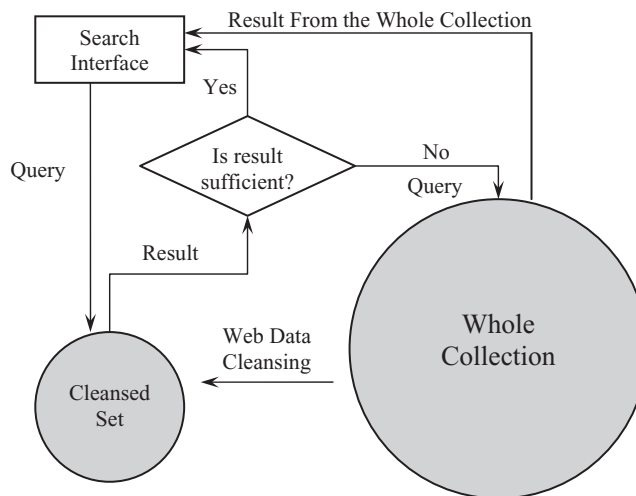 Result From the Whole Collection
Search
Interface
Yes
Query
Is result
sufficient?
No
Query
Result
Whole
Collection
Web Data
Cleansing
Cleansed
Set